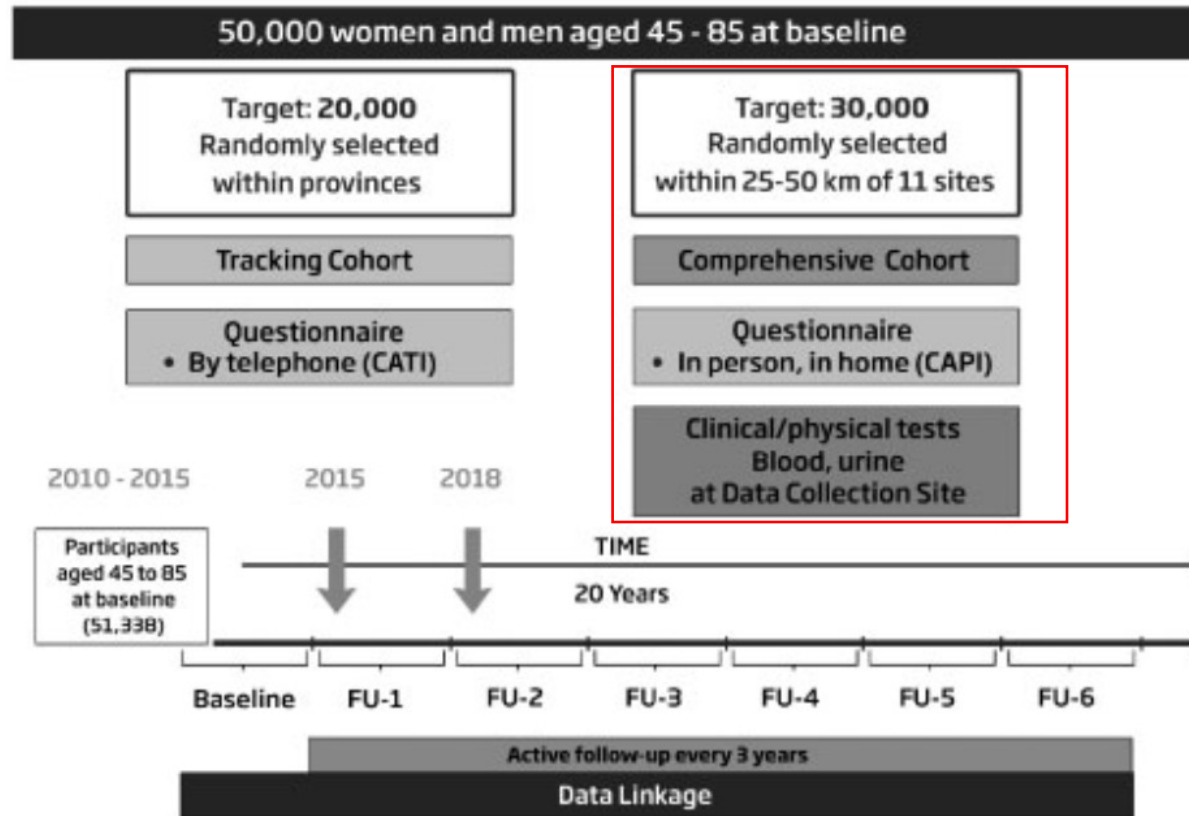 50,000 women and men aged 45 - 85 at baseline
Target: 20,000
Randomly selected
within provinces
Tracking Cohort
Questionnaire
• By telephone (CATI)
Target: 30,000
Randomly selected
within 25-50 km of 11 sites
Comprehensive Cohort
Questionnaire
• In person, in home (CAPI)
Clinical/physical tests
Blood, urine
at Data Collection Site
2010 - 2015
2015
2018
Participants
aged 45 to 85
at baseline
(51,338)
TIME
20 Years
Baseline
FU-1
FU-2
FU-3
FU-4
FU-5
FU-6
Active follow-up every 3 years
Data Linkage